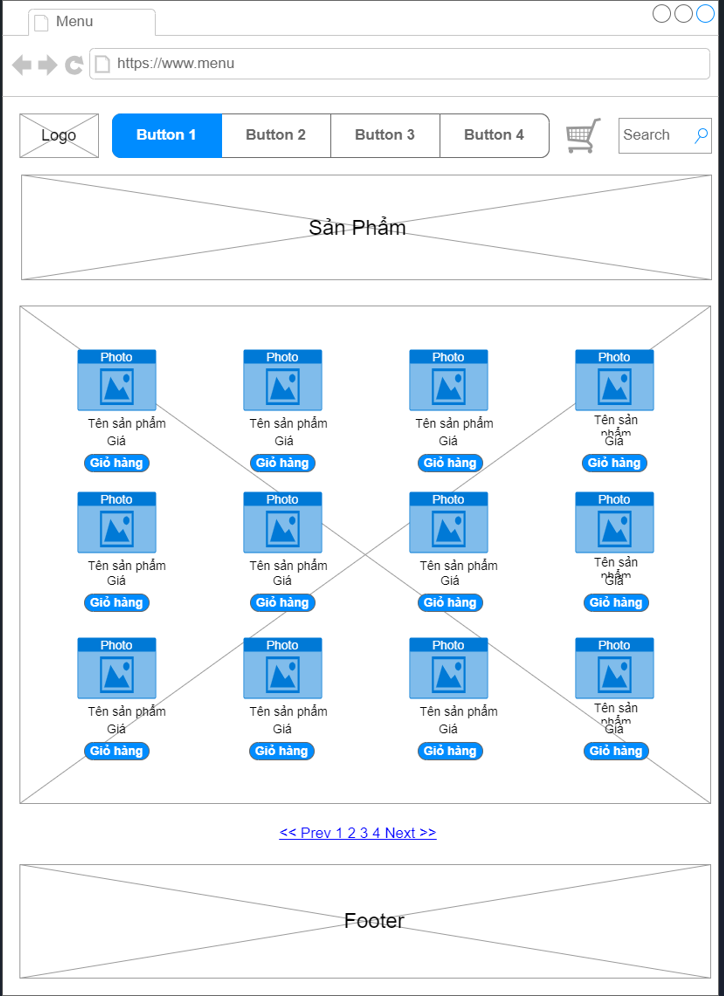 Menu
https://www.menu
Logo
Button 1
Button 2
Button 3
Button 4
Search
Sản Phẩm
Photo
Photo
Photo
Photo
Tên sản phẩm
Tên sản phẩm
Tên sản phẩm
Tên sản
phẩm
Giá
Giá
Giá
Giá
Giỏ hàng
Giỏ hàng
Giỏ hàng
Giỏ hàng
Photo
Photo
Photo
Photo
Tên sản phẩm
Tên sản phẩm
Tên sản phẩm
Tên sản
phẩm
Giá
Giá
Giá
Giá
Giỏ hàng
Giỏ hàng
Giỏ hàng
Giỏ hàng
Photo
Photo
Photo
Photo
Tên sản phẩm
Tên sản phẩm
Tên sản phẩm
Tên sản
phẩm
Giá
Giá
Giá
Giá
Giỏ hàng
Giỏ hàng
Giỏ hàng
Giỏ hàng
<< Prev 1 2 3 4 Next >>
Footer